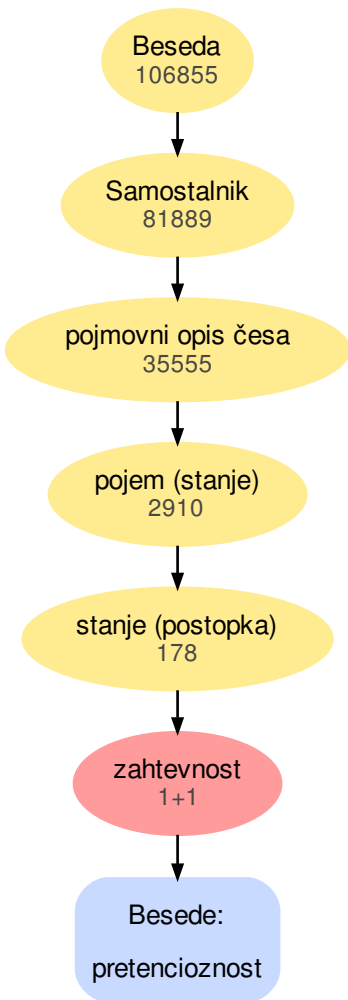 Beseda
106855
Samostalnik
81889
pojmovni opis česa
35555
pojem (stanje)
2910
stanje (postopka)
178
zahtevnost
1+1
Besede:
pretencioznost